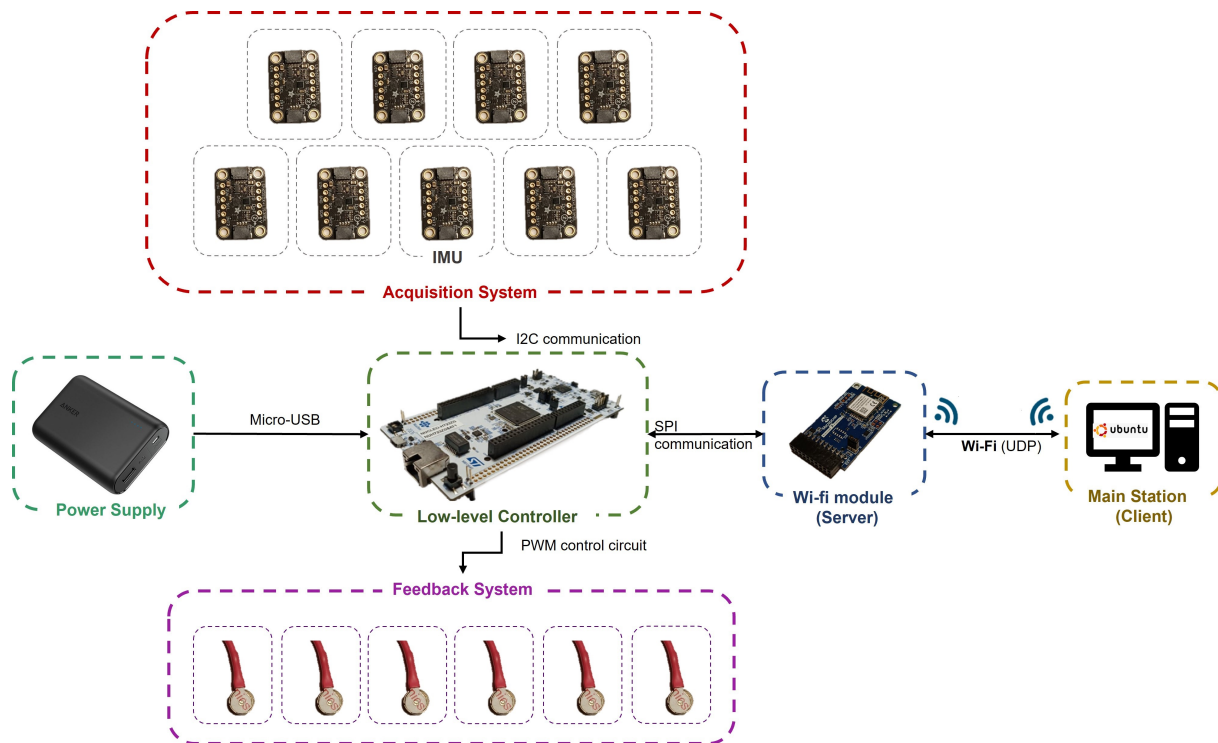 IMU
Acquisition System
I2C communication
Micro-USB
SPI
communication
Wi-Fi (UDP)
ANKER
ubuntu
Power Supply
Low-level Controller
Wi-fi module
(Server)
Main Station
(Client)
PWM control circuit
Feedback System